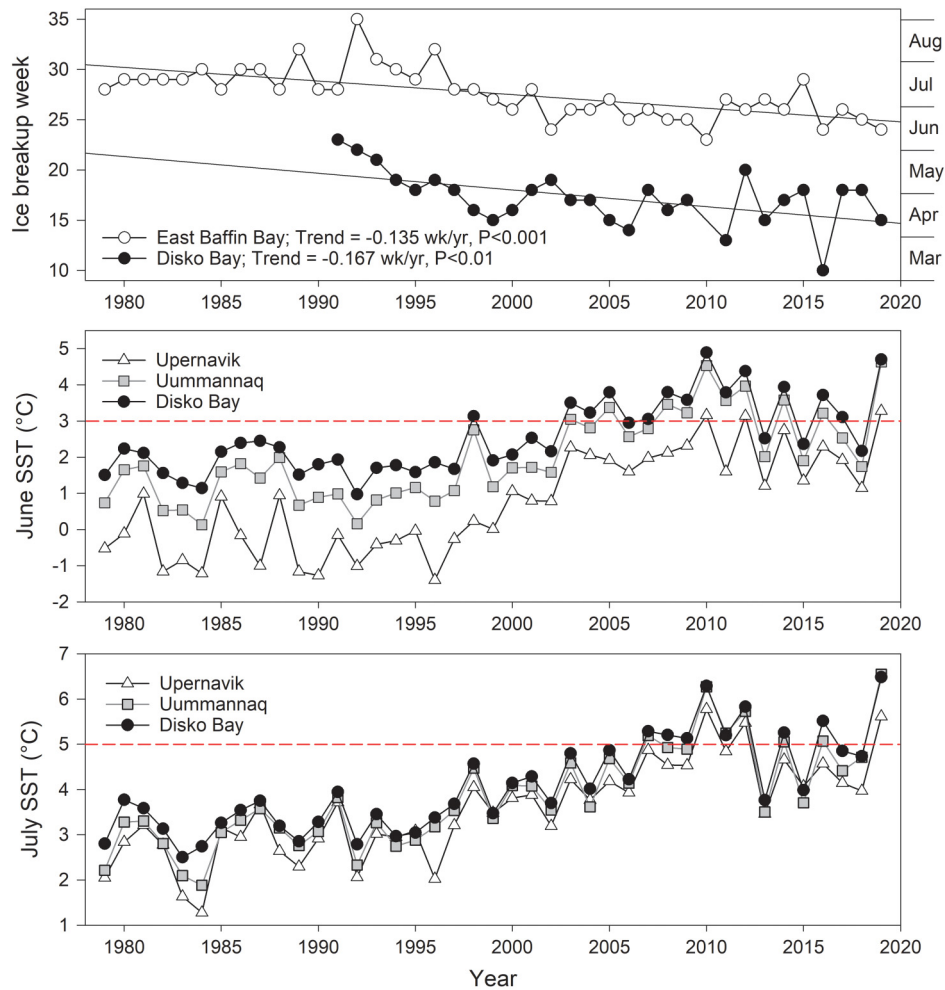 35
30
25
20
15
10
Ice breakup week
Aug
Jul
Jun
May
Apr
Mar
East Baffin Bay; Trend = -0.135 wk/yr, P<0.001
Disko Bay; Trend = -0.167 wk/yr, P<0.01
1980 1985 1990 1995 2000 2005 2010 2015 2020
5
4
3
2
1
0
-1
-2
June SST (°C)
Upernavik
Uummannaq
Disko Bay
1980 1985 1990 1995 2000 2005 2010 2015 2020
7
6
5
4
3
2
1
July SST (°C)
Upernavik
Uummannaq
Disko Bay
1980 1985 1990 1995 2000 2005 2010 2015 2020
Year